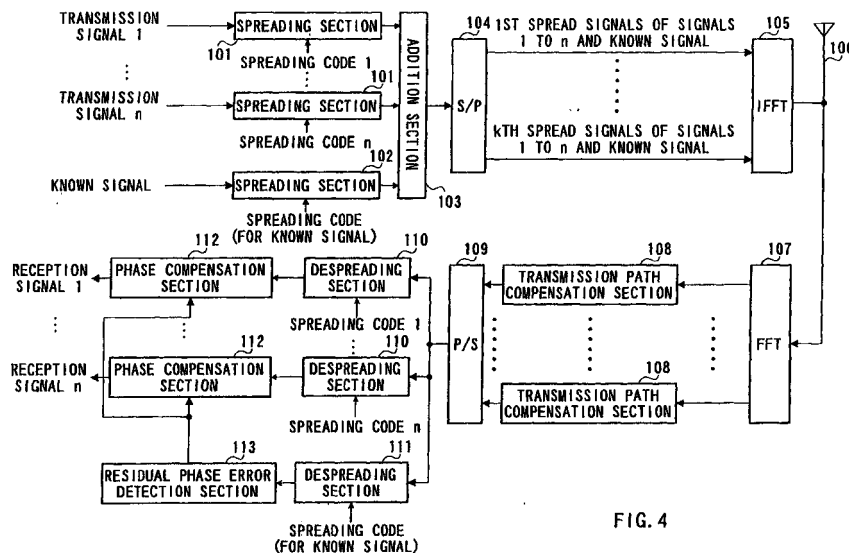 TRANSMISSION
SIGNAL 1
101
SPREADING SECTION
SPREADING CODE 1
TRANSMISSION
SIGNAL n
101
SPREADING SECTION
SPREADING CODE n
KNOWN SIGNAL
102
SPREADING SECTION
SPREADING CODE
(FOR KNOWN SIGNAL)
ADDITION SECTION
103
104
S/P
1ST SPREAD SIGNALS OF SIGNALS
1 TO n AND KNOWN SIGNAL
kTH SPREAD SIGNALS OF SIGNALS
1 TO n AND KNOWN SIGNAL
105
IFFT
106
RECEPTION
SIGNAL 1
112
PHASE COMPENSATION
SECTION
110
DESPREADING
SECTION
SPREADING CODE 1
RECEPTION
SIGNAL n
112
PHASE COMPENSATION
SECTION
110
DESPREADING
SECTION
SPREADING CODE n
113
RESIDUAL PHASE ERROR
DETECTION SECTION
111
DESPREADING
SECTION
SPREADING CODE
(FOR KNOWN SIGNAL)
109
P/S
108
TRANSMISSION PATH
COMPENSATION SECTION
108
TRANSMISSION PATH
COMPENSATION SECTION
107
FFT
FIG. 4